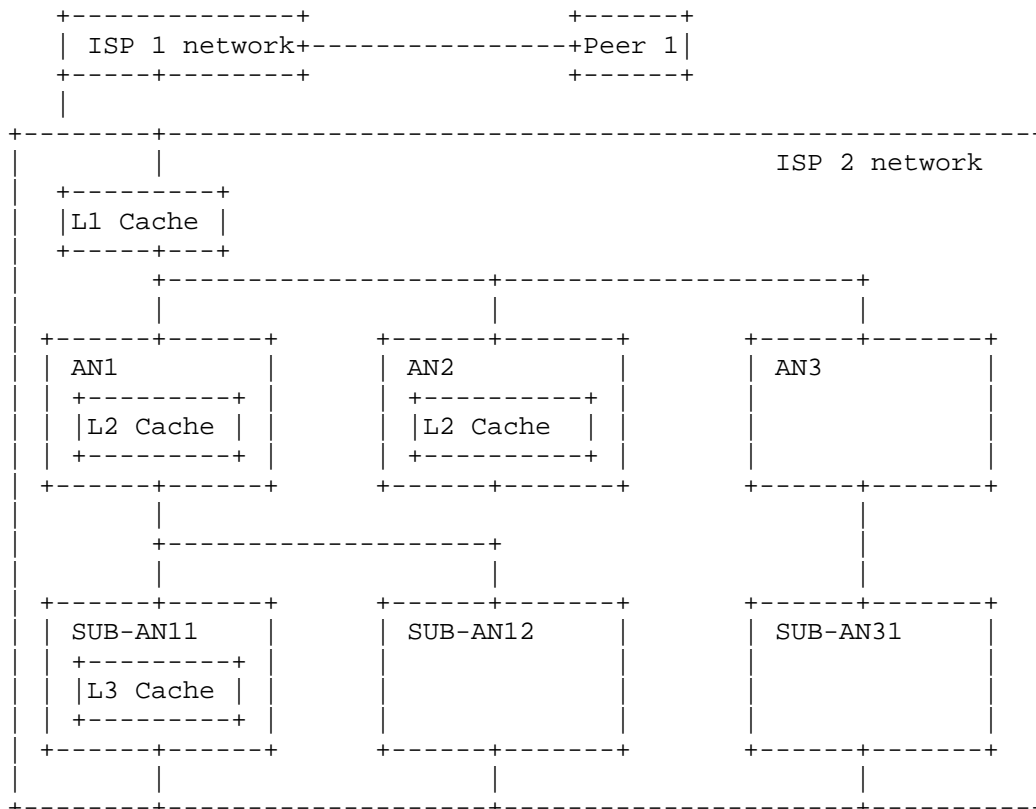 ISP 1 network Peer 1
ISP 2 network
L1 Cache
AN1 AN2 AN3
L2 Cache L2 Cache
SUB-AN11 SUB-AN12 SUB-AN31
L3 Cache